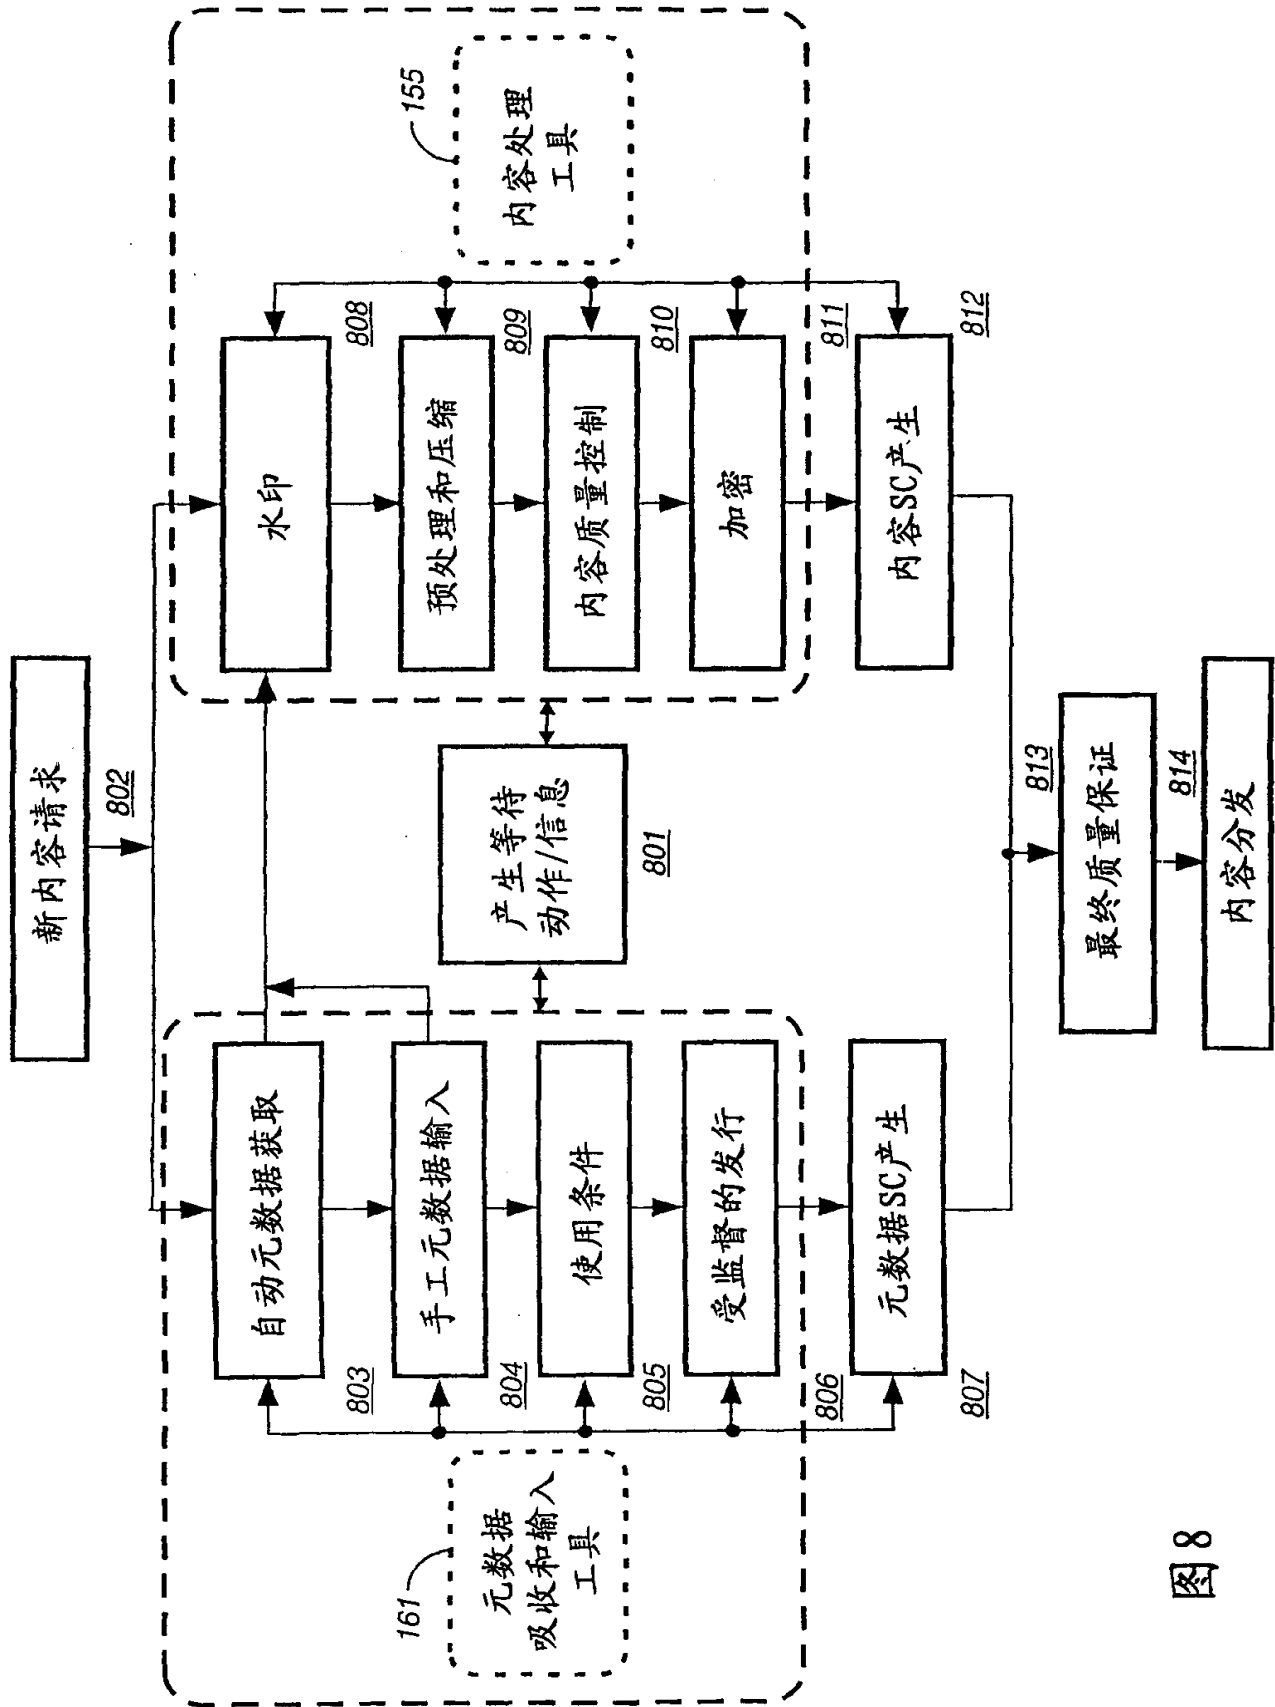 新内容请求
802
自动元数据获取
803
手工元数据输入
804
使用条件
805
受监督的发行
806
元数据SC产生
807
161
元数据
吸收和输入
工具
产生等待
动作/信息
801
水印
808
预处理和压缩
809
内容质量控制
810
加密
811
内容SC产生
812
155
内容处理
工具
813
最终质量保证
814
内容分发
图8